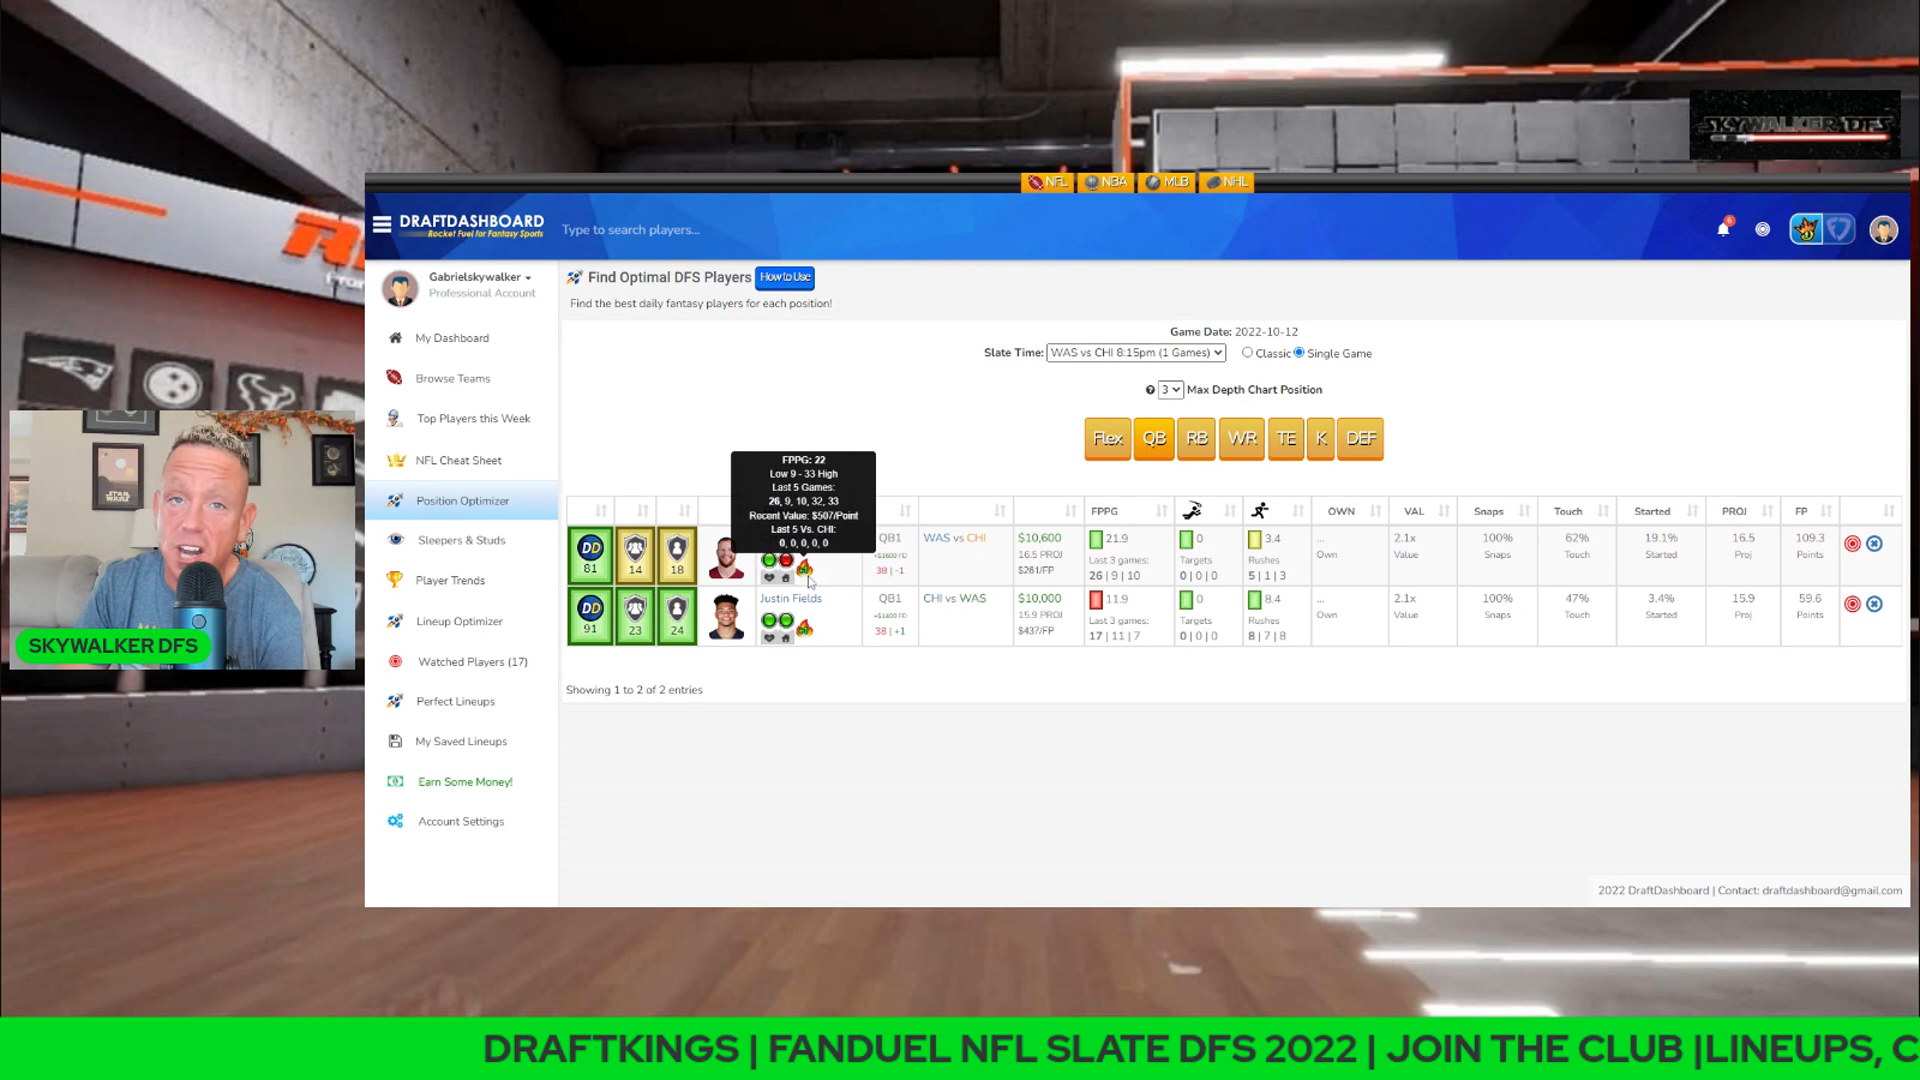 SKYWALKER DFS
NFL NBA MLB NHL
DRAFTDASHBOARD
Rocket Fuel for Fantasy Sports
Type to search players...
6
Gabrielskywalker
Professional Account
My Dashboard
Browse Teams
Top Players this Week
NFL Cheat Sheet
Position Optimizer
Sleepers & Studs
Player Trends
Lineup Optimizer
Watched Players (17)
Perfect Lineups
My Saved Lineups
Earn Some Money!
Account Settings
Find Optimal DFS Players How to Use
Find the best daily fantasy players for each position!
Game Date: 2022-10-12
Slate Time: WAS vs CHI 8:15pm (1 Games) Classic Single Game
3 Max Depth Chart Position
Flex QB RB WR TE K DEF
FPPG: 22
Low 9 - 33 High
Last 5 Games:
26, 9, 10, 32, 33
Recent Value: $507/Point
Last 5 Vs. CHI:
0, 0, 0, 0, 0
FPPG OWN VAL Snaps Touch Started PROJ FP
DD 81 14 18 QB1 WAS vs CHI $10,600 21.9 0 3.4 ... 2.1x 100% 62% 19.1% 16.5 109.3
+$1600 FD 16.5 PROJ Last 3 games: Targets Rushes Own Value Snaps Touch Started Proj Points
38 | -1 $261/FP 26 | 9 | 10 0 | 0 | 0 5 | 1 | 3
DD 91 23 24 Justin Fields QB1 CHI vs WAS $10,000 11.9 0 8.4 ... 2.1x 100% 47% 3.4% 15.9 59.6
+$1400 FD 15.9 PROJ Last 3 games: Targets Rushes Own Value Snaps Touch Started Proj Points
38 | +1 $437/FP 17 | 11 | 7 0 | 0 | 0 8 | 7 | 8
Showing 1 to 2 of 2 entries
2022 DraftDashboard | Contact: draftdashboard@gmail.com
STAR WARS
SKYWALKER DFS
DRAFTKINGS | FANDUEL NFL SLATE DFS 2022 | JOIN THE CLUB |LINEUPS, C